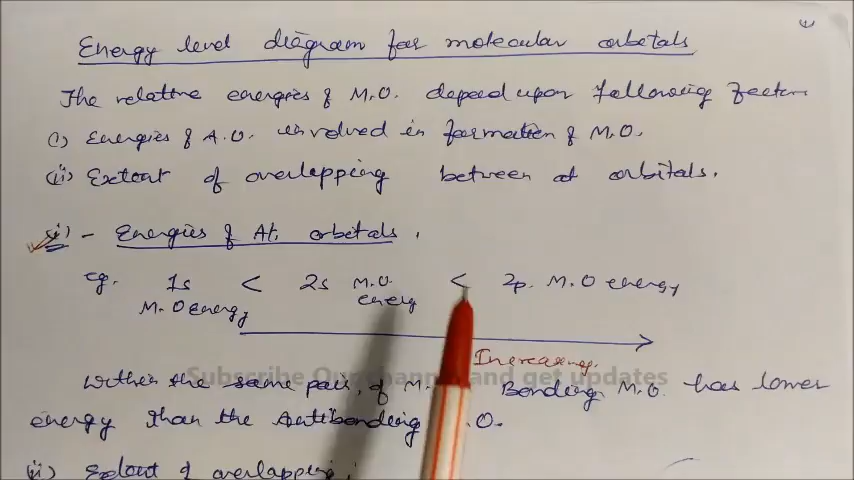 Energy level diagram for molecular orbetals
The relative energies of M.O. depend upon following factors
(i) Energies of A.O. involved in formation of M.O.
(ii) Extent of overlapping between at orbitals.
(i) - Energies of At. orbetals.
eg. 1s < 2s M.O. < 2p. M.O energy
M.O energy energy
Increasing.
Subscribe and get updates
Within the same pair, of M. Bonding M.O. has lower
energy than the Antibonding .O.
(ii) Extent of overlapping: